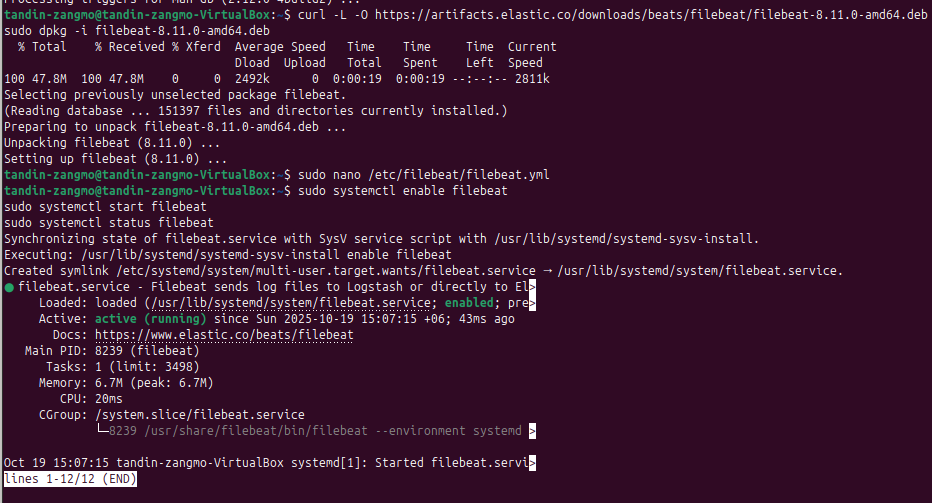 Processing triggers for man-db (2.12.0-4build2) ...
tandin-zangmo@tandin-zangmo-VirtualBox:~$ curl -L -O https://artifacts.elastic.co/downloads/beats/filebeat/filebeat-8.11.0-amd64.deb
sudo dpkg -i filebeat-8.11.0-amd64.deb
  % Total    % Received % Xferd  Average Speed   Time    Time     Time  Current
                                 Dload  Upload   Total   Spent    Left  Speed
100 47.8M  100 47.8M    0     0  2492k      0  0:00:19  0:00:19 --:--:-- 2811k
Selecting previously unselected package filebeat.
(Reading database ... 151397 files and directories currently installed.)
Preparing to unpack filebeat-8.11.0-amd64.deb ...
Unpacking filebeat (8.11.0) ...
Setting up filebeat (8.11.0) ...
tandin-zangmo@tandin-zangmo-VirtualBox:~$ sudo nano /etc/filebeat/filebeat.yml
tandin-zangmo@tandin-zangmo-VirtualBox:~$ sudo systemctl enable filebeat
sudo systemctl start filebeat
sudo systemctl status filebeat
Synchronizing state of filebeat.service with SysV service script with /usr/lib/systemd/systemd-sysv-install.
Executing: /usr/lib/systemd/systemd-sysv-install enable filebeat
Created symlink /etc/systemd/system/multi-user.target.wants/filebeat.service → /usr/lib/systemd/system/filebeat.service.
● filebeat.service - Filebeat sends log files to Logstash or directly to El>
     Loaded: loaded (/usr/lib/systemd/system/filebeat.service; enabled; pre>
     Active: active (running) since Sun 2025-10-19 15:07:15 +06; 43ms ago
       Docs: https://www.elastic.co/beats/filebeat
   Main PID: 8239 (filebeat)
      Tasks: 1 (limit: 3498)
     Memory: 6.7M (peak: 6.7M)
        CPU: 20ms
     CGroup: /system.slice/filebeat.service
             └─8239 /usr/share/filebeat/bin/filebeat --environment systemd >
Oct 19 15:07:15 tandin-zangmo-VirtualBox systemd[1]: Started filebeat.servi>
lines 1-12/12 (END)